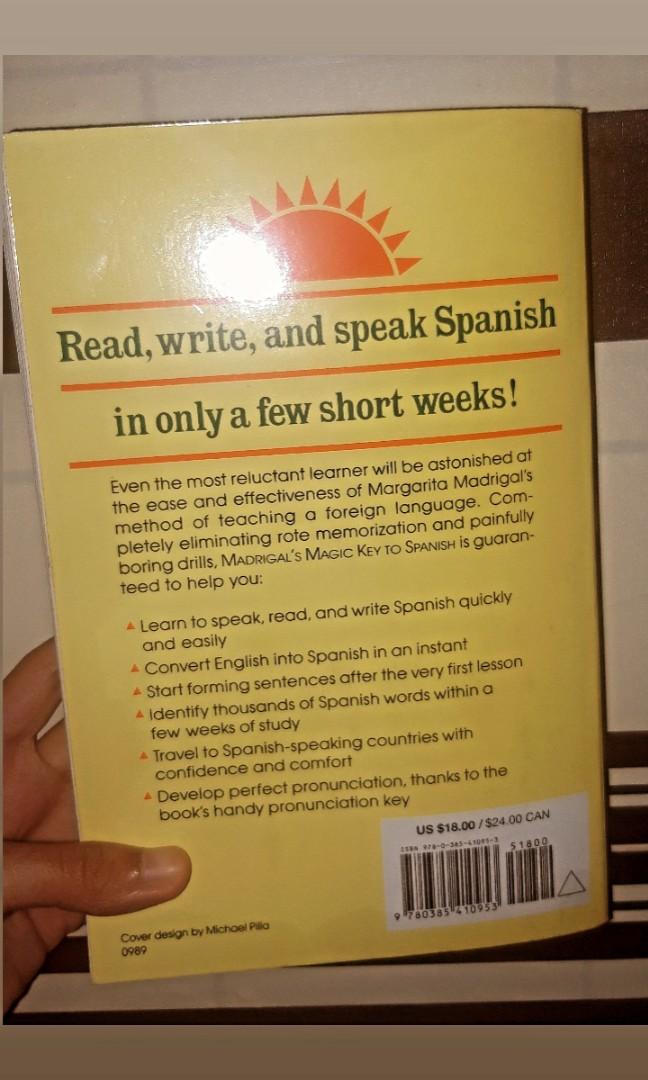 Read, write, and speak Spanish
in only a few short weeks!
Even the most reluctant learner will be astonished at
the ease and effectiveness of Margarita Madrigal's
method of teaching a foreign language. Com-
pletely eliminating rote memorization and painfully
boring drills, MADRIGAL'S MAGIC KEY TO SPANISH is guaran-
teed to help you:
Learn to speak, read, and write Spanish quickly
and easily
Convert English into Spanish in an instant
Start forming sentences after the very first lesson
Identify thousands of Spanish words within a
few weeks of study
Travel to Spanish-speaking countries with
confidence and comfort
Develop perfect pronunciation, thanks to the
book's handy pronunciation key
US $18.00 / $24.00 CAN
ISBN 978-0-385-41095-3
51800
9 780385 410953
Cover design by Michael Pilla
0989